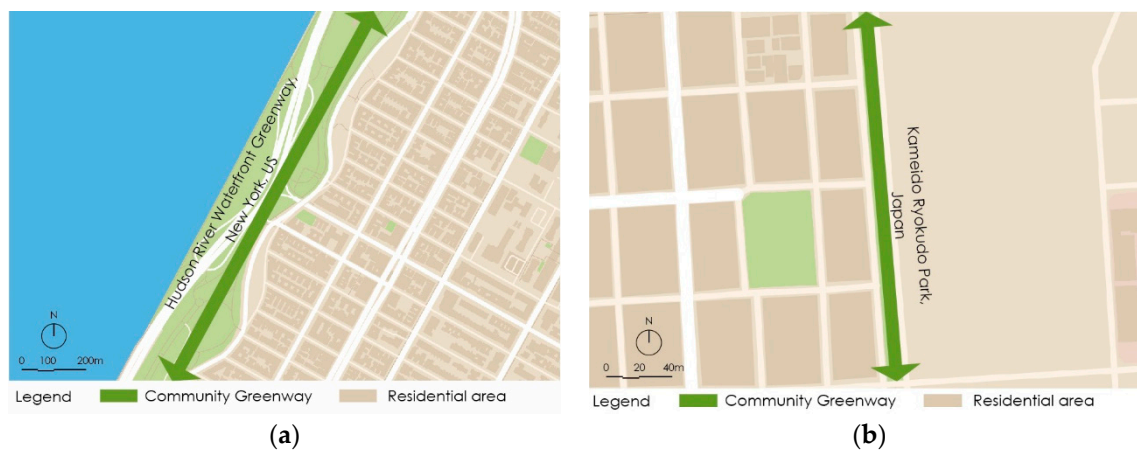 Hudson River Waterfront Greenway,
New York, US
N
0 100 200m
Legend Community Greenway Residential area
(a)
Kameido Ryokudo Park,
Japan
N
0 20 40m
Legend Community Greenway Residential area
(b)